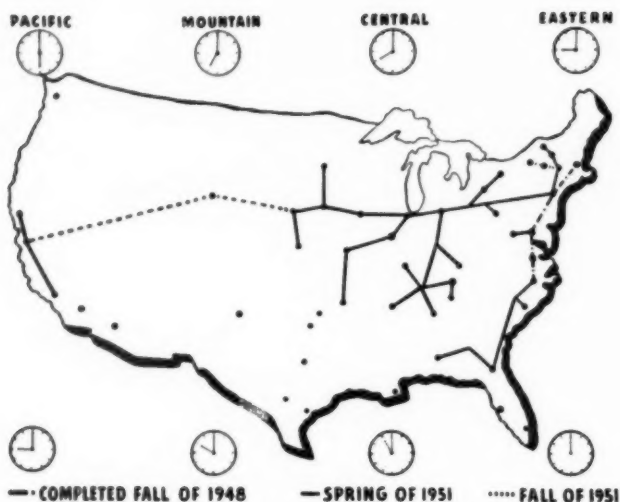 PACIFIC MOUNTAIN CENTRAL EASTERN
COMPLETED FALL OF 1948 SPRING OF 1951 FALL OF 1951